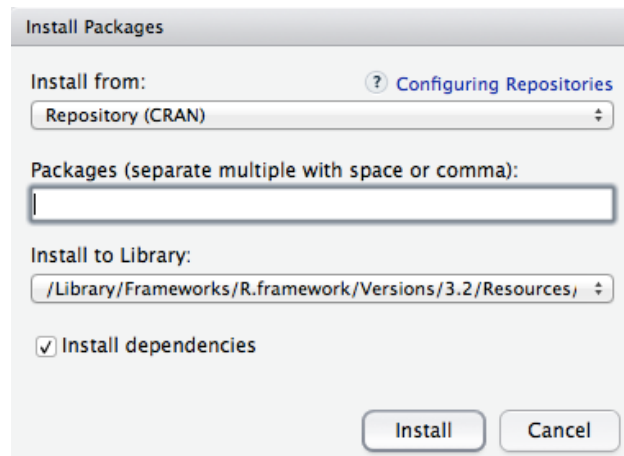 Install Packages
Install from:
? Configuring Repositories
Repository (CRAN)
Packages (separate multiple with space or comma):
Install to Library:
/Library/Frameworks/R.framework/Versions/3.2/Resources/
Install dependencies
Install
Cancel